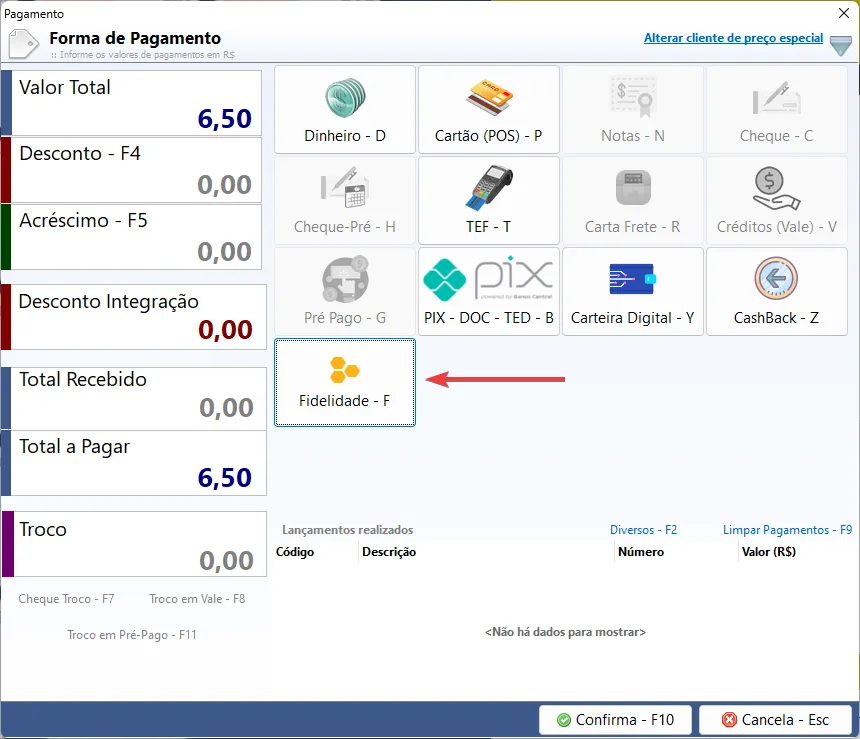 Pagamento
Forma de Pagamento
:: Informe os valores de pagamentos em R$
Alterar cliente de preço especial
Valor Total
6,50
Desconto - F4
0,00
Acréscimo - F5
0,00
Desconto Integração
0,00
Total Recebido
0,00
Total a Pagar
6,50
Troco
0,00
Cheque Troco - F7 Troco em Vale - F8
Troco em Pré-Pago - F11
Dinheiro - D
Cartão (POS) - P
Notas - N
Cheque - C
Cheque-Pré - H
TEF - T
Carta Frete - R
Créditos (Vale) - V
Pré Pago - G
pix
powered by Banco Central
PIX - DOC - TED - B
Carteira Digital - Y
CashBack - Z
Fidelidade - F
Lançamentos realizados Diversos - F2 Limpar Pagamentos - F9
Código Descrição Número Valor (R$)
<Não há dados para mostrar>
Confirma - F10 Cancela - Esc